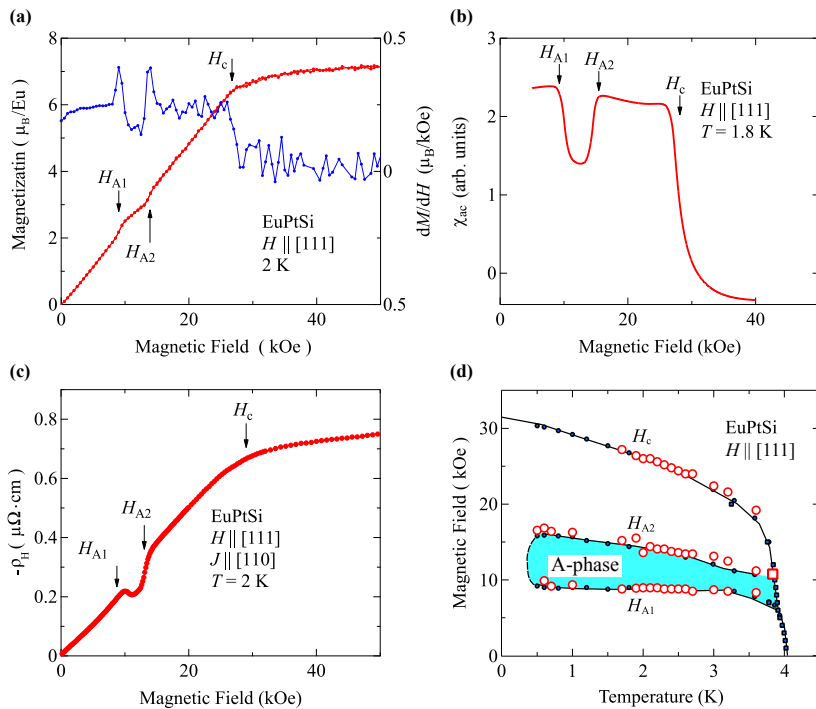 (a)
8
6
4
2
0
Magnetizatin ( μB/Eu)
0
20
40
Magnetic Field ( kOe )
0.5
0
0.5
dM/dH (μB/kOe)
HA1
HA2
Hc
EuPtSi
H || [111]
2 K
(b)
3
2
1
0
χac (arb. units)
0
20
40
60
Magnetic Field (kOe)
HA1
HA2
Hc
EuPtSi
H || [111]
T = 1.8 K
(c)
0.8
0.6
0.4
0.2
0
-ρH ( μΩ·cm)
0
20
40
Magnetic Field (kOe)
HA1
HA2
Hc
EuPtSi
H || [111]
J || [110]
T = 2 K
(d)
30
20
10
0
Magnetic Field ( kOe)
0
1
2
3
4
Temperature (K)
Hc
EuPtSi
H || [111]
HA2
A-phase
HA1